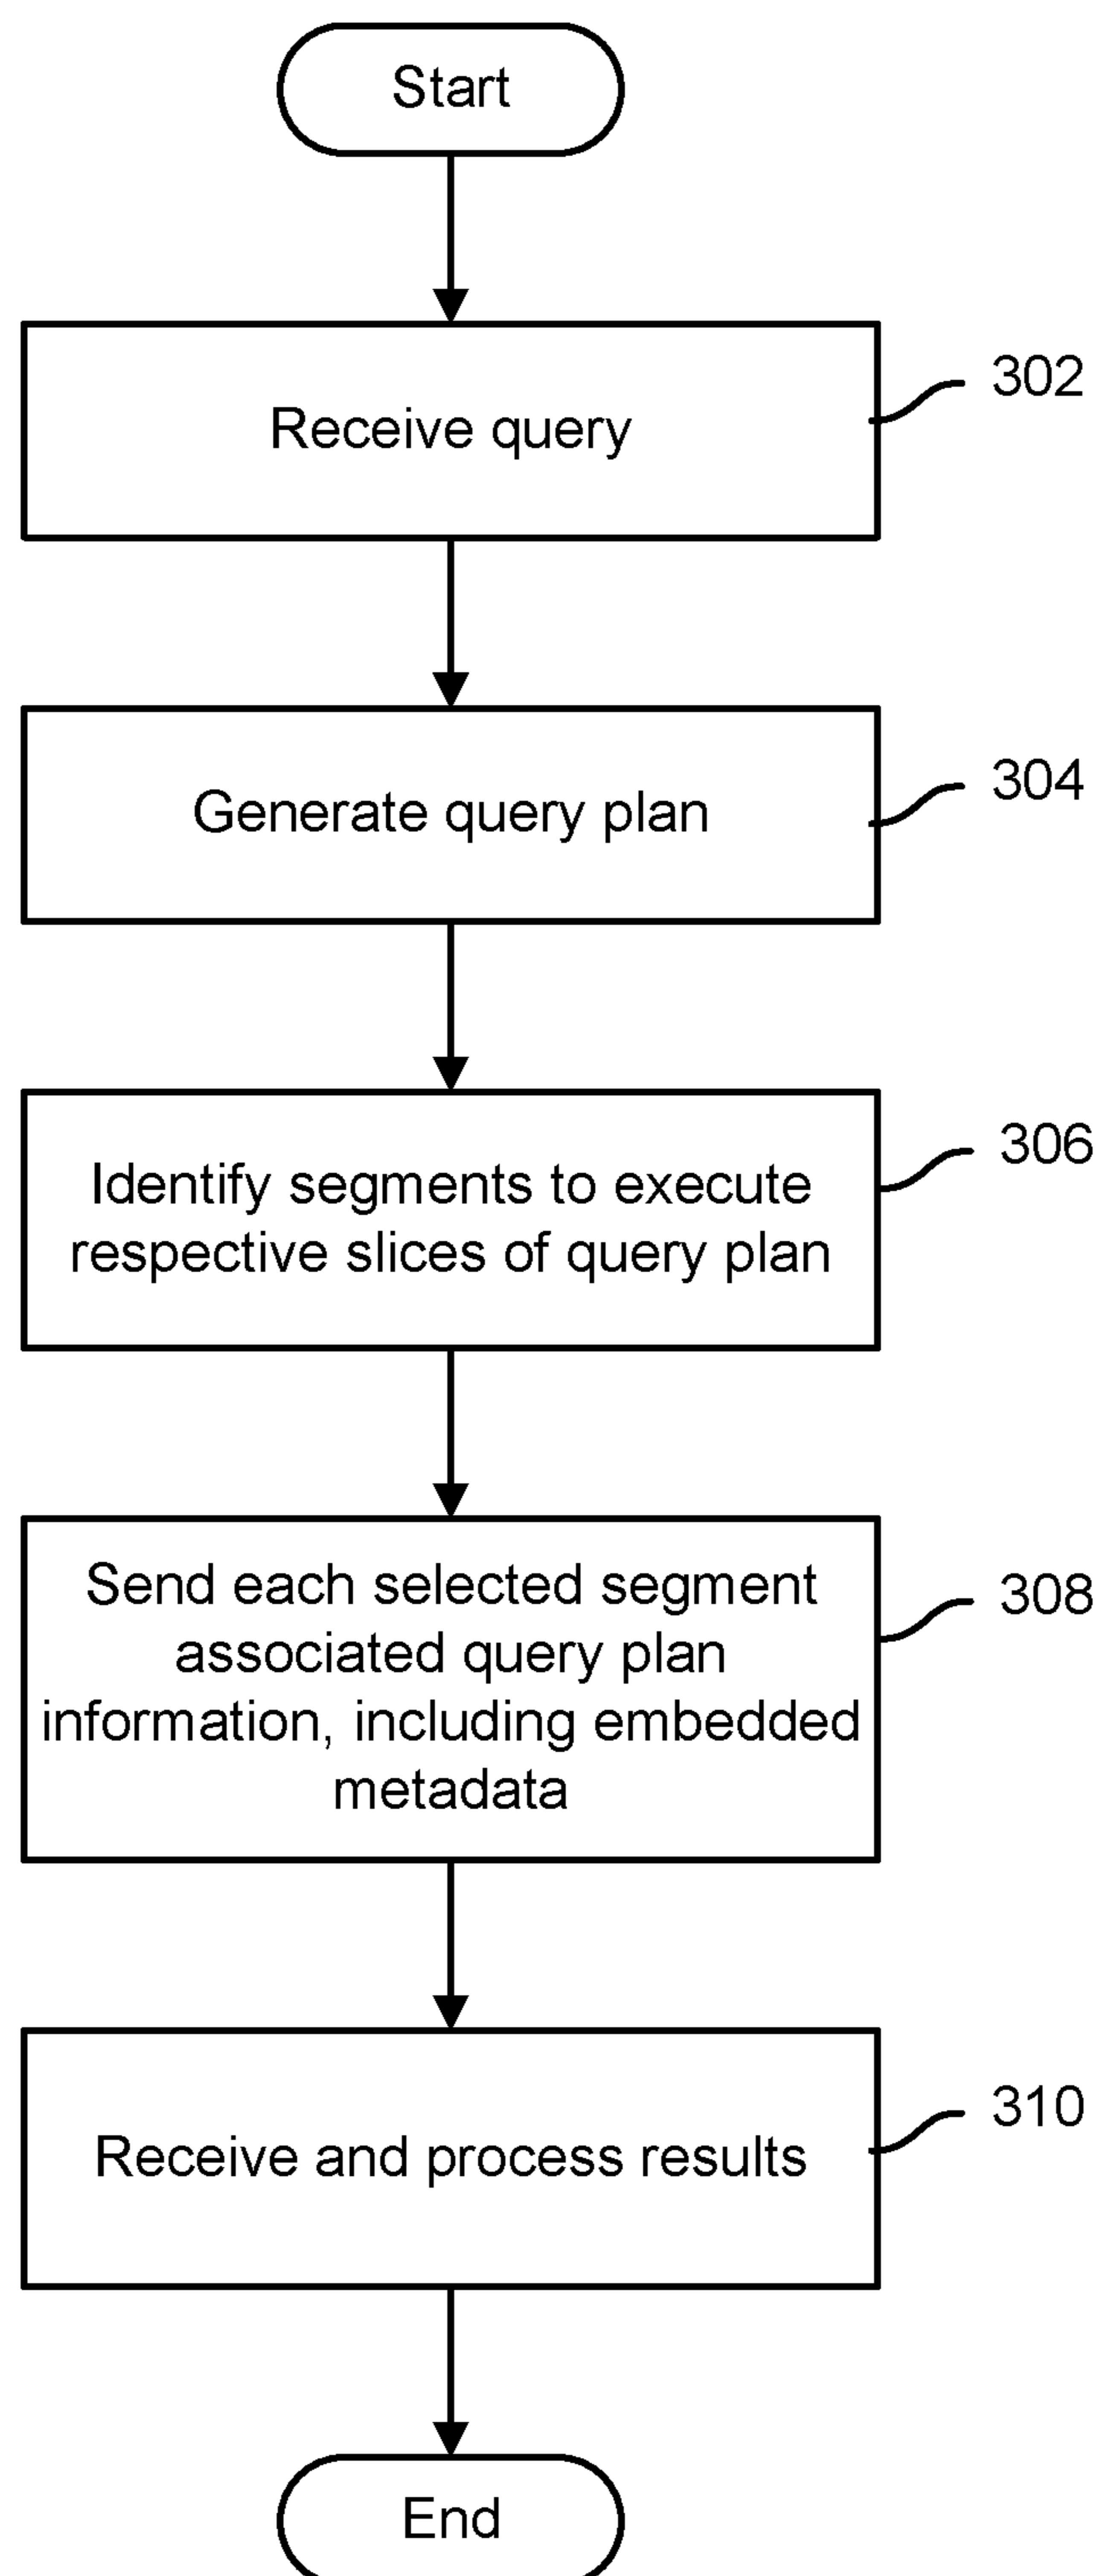 Start
Receive query
302
Generate query plan
304
Identify segments to execute
respective slices of query plan
306
Send each selected segment
associated query plan
information, including embedded
metadata
308
Receive and process results
310
End